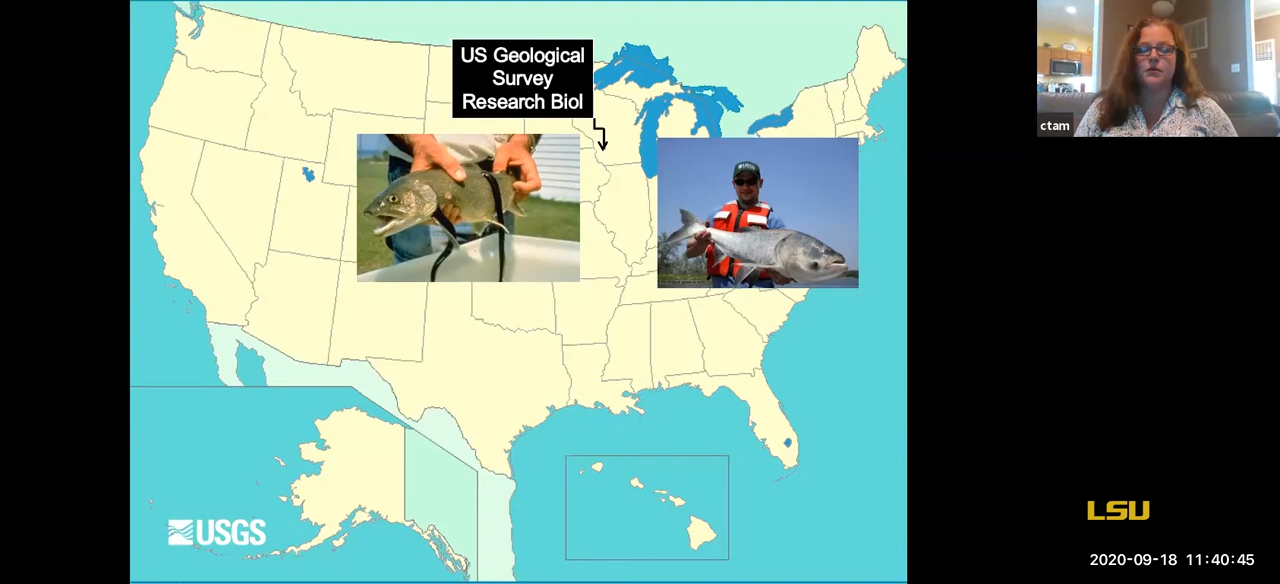 US Geological
Survey
Research Biol
ctam
USGS
LSU
2020-09-18 11:40:45